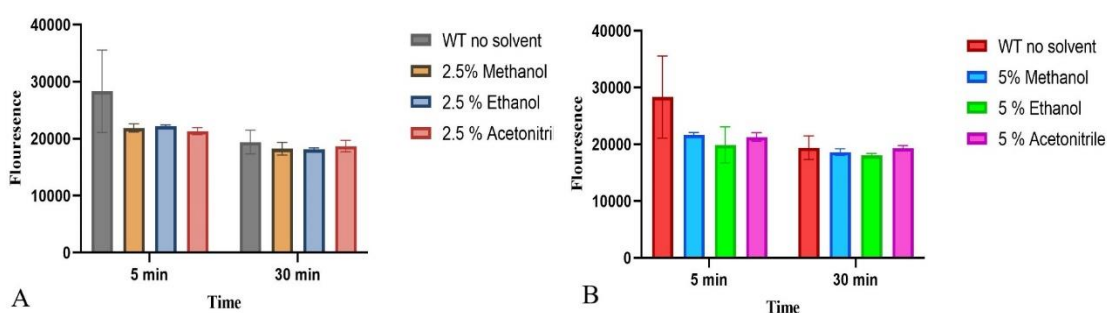 40000
30000
20000
10000
0
Flouresence
5 min
30 min
Time
A
WT no solvent
2.5% Methanol
2.5 % Ethanol
2.5 % Acetonitril
40000
30000
20000
10000
0
Flouresence
5 min
30 min
Time
B
WT no solvent
5% Methanol
5 % Ethanol
5 % Acetonitrile